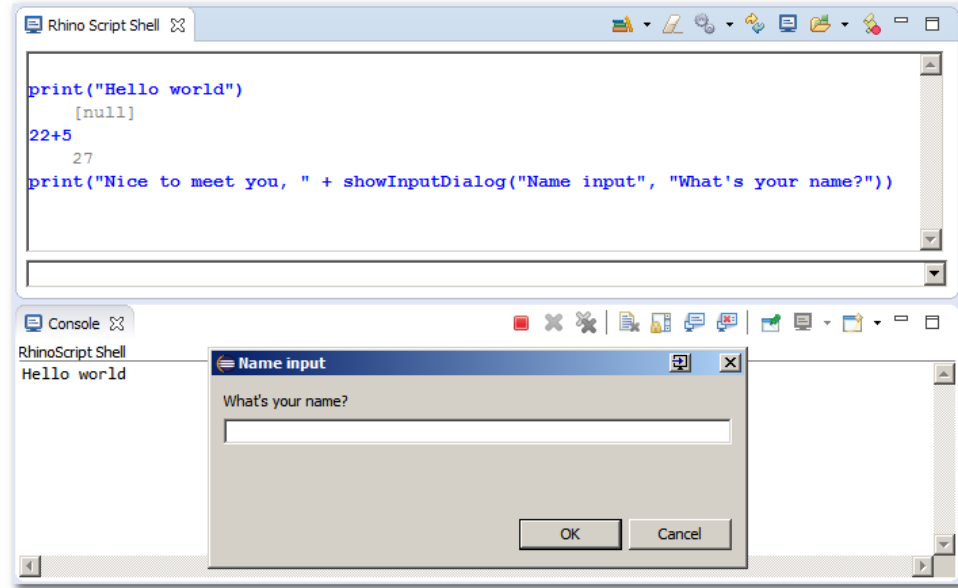 Rhino Script Shell
print("Hello world")
[null]
22+5
27
print("Nice to meet you, " + showInputDialog("Name input", "What's your name?"))
Console
RhinoScript Shell
Hello world
Name input
What's your name?
OK Cancel